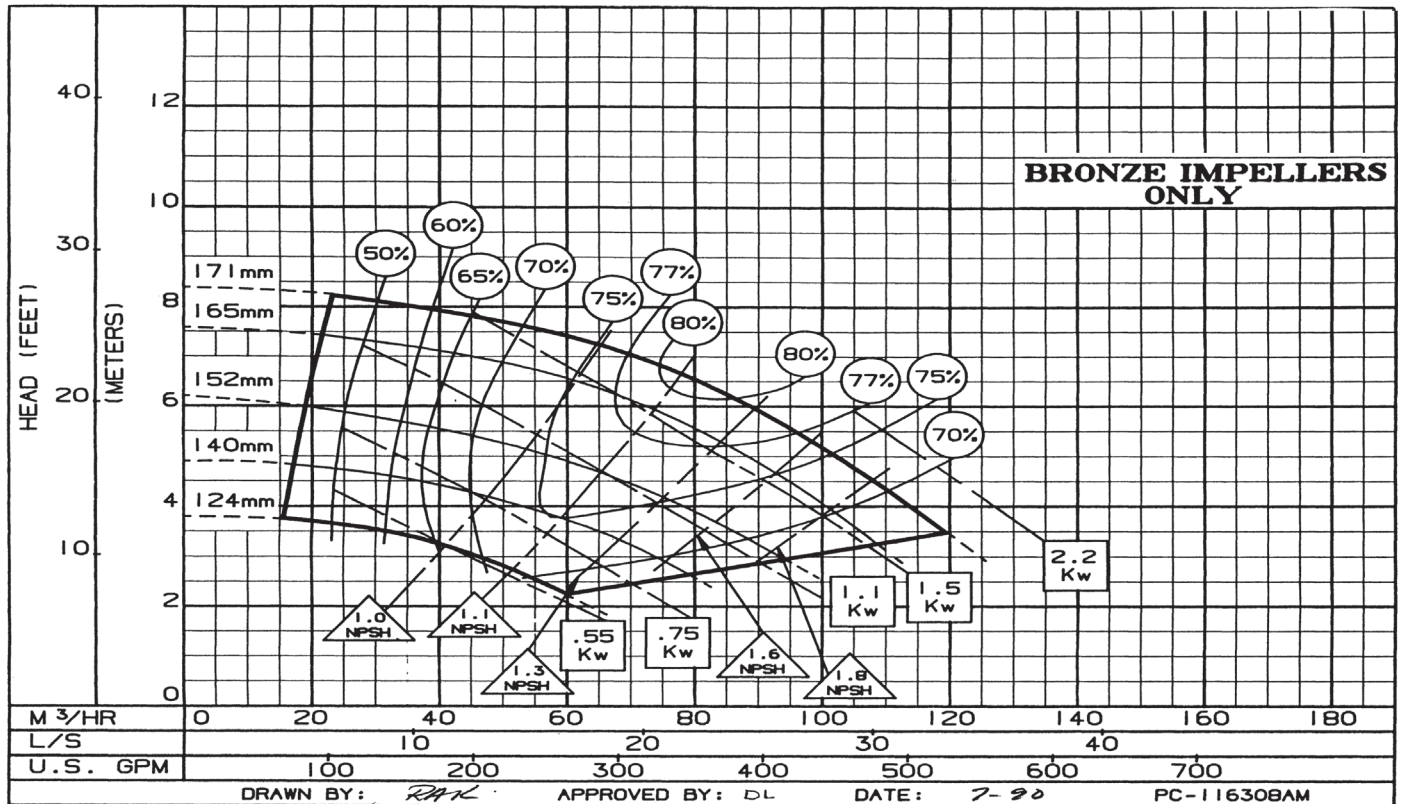 BRONZE IMPELLERS
ONLY
HEAD (FEET)
(METERS)
40
30
20
10
12
10
8
6
4
2
0
171mm
165mm
152mm
140mm
124mm
50%
60%
65%
70%
75%
77%
80%
80%
77%
75%
70%
2.2
Kw
1.5
Kw
1.1
Kw
.75
Kw
.55
Kw
1.0
NPSH
1.1
NPSH
1.3
NPSH
1.6
NPSH
1.8
NPSH
M³/HR 0 20 40 60 80 100 120 140 160 180
L/S 10 20 30 40
U.S. GPM 100 200 300 400 500 600 700
DRAWN BY: RAK APPROVED BY: DL DATE: 7-90 PC-116308AM